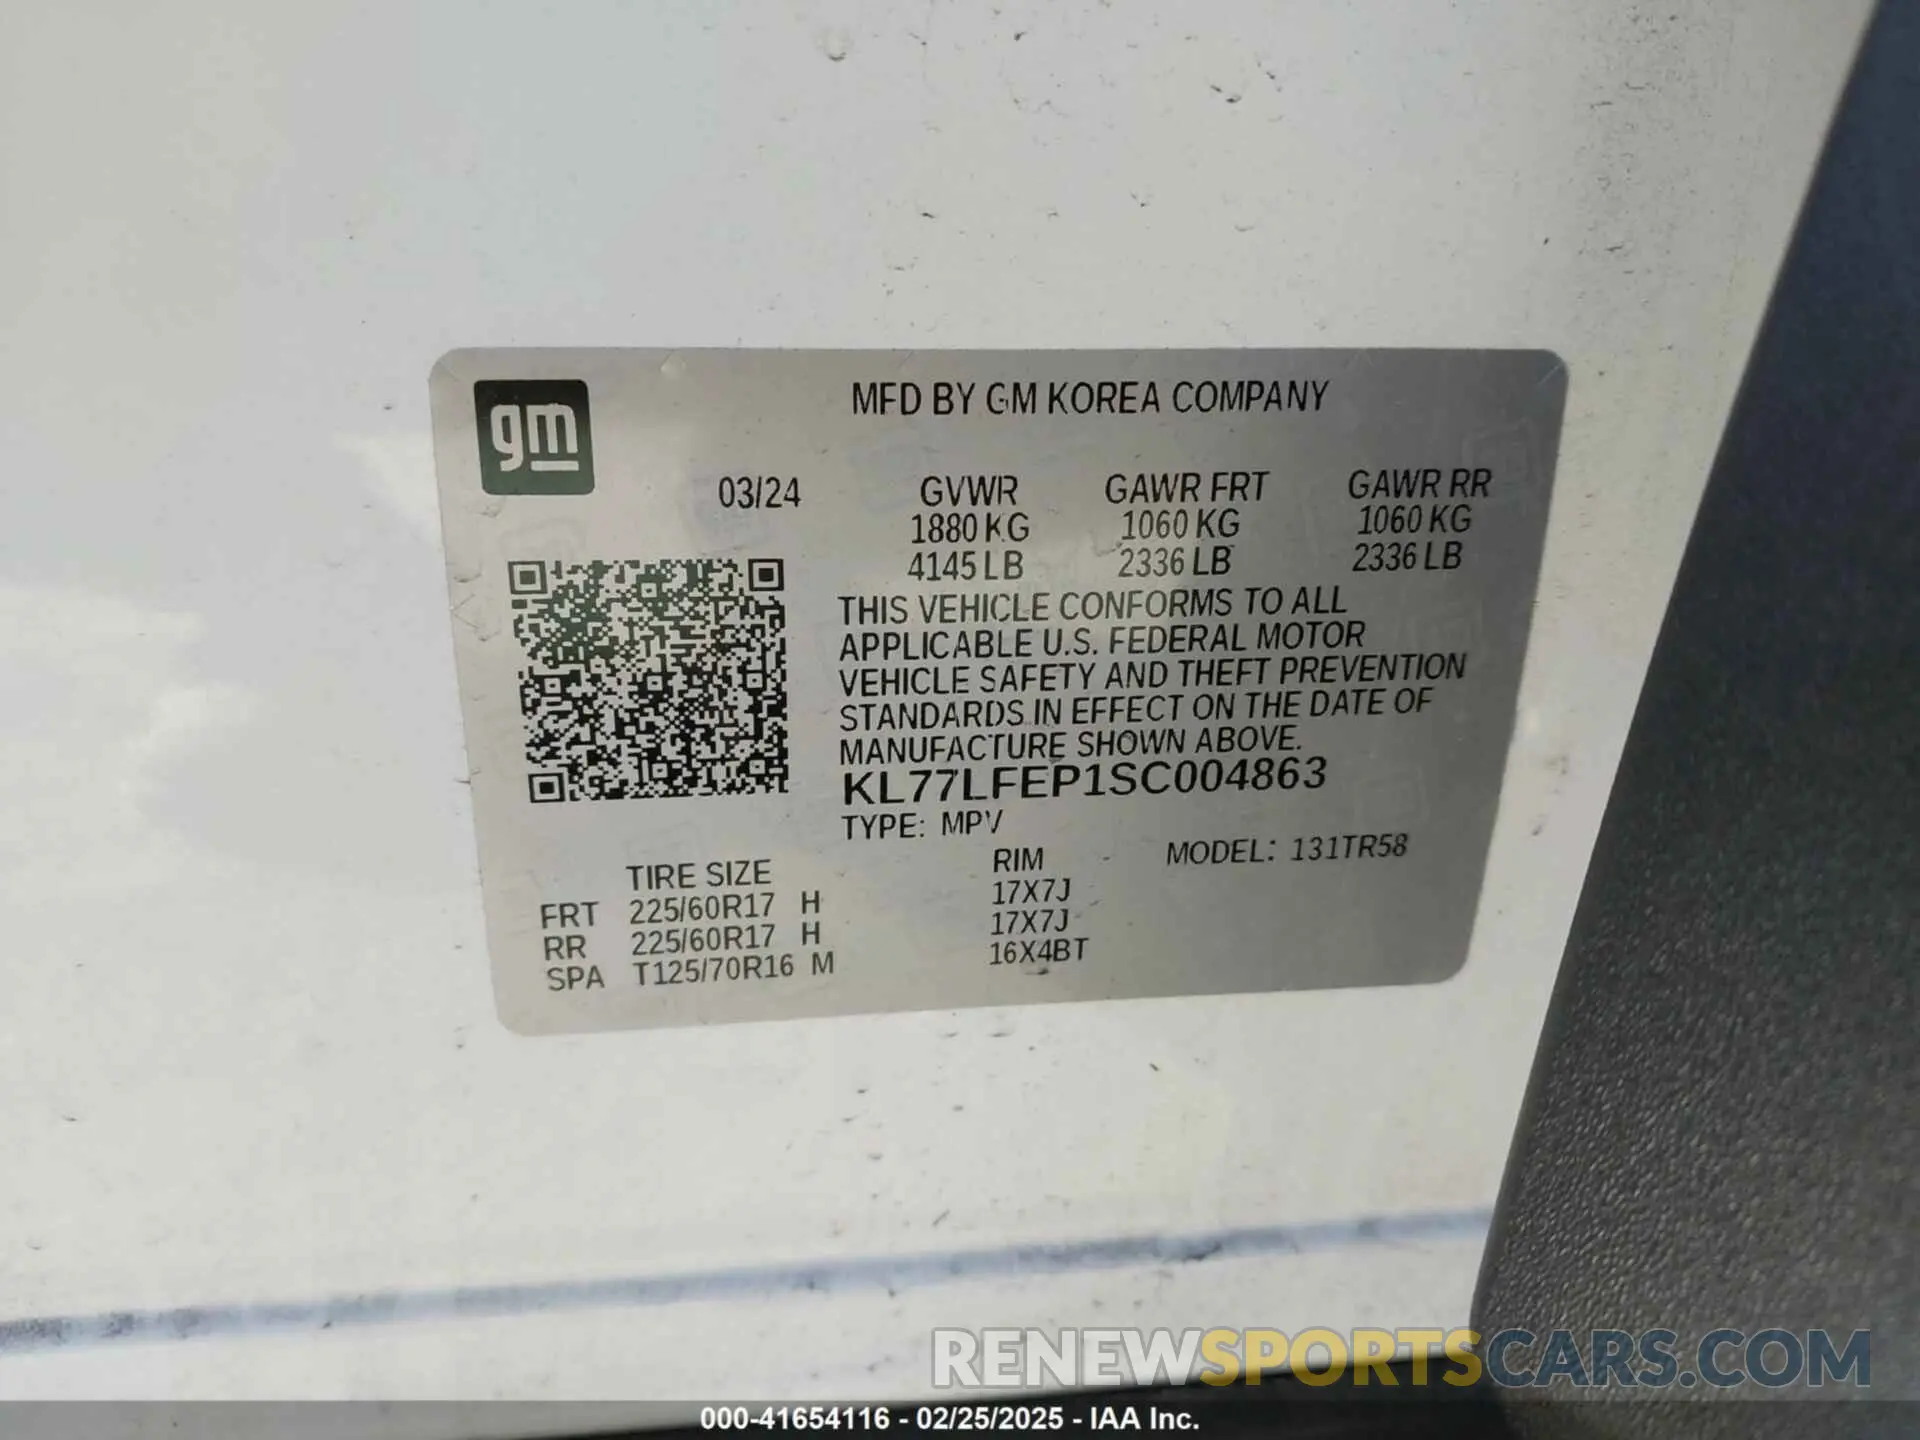 gm
MFD BY GM KOREA COMPANY
03/24 GVWR GAWR FRT GAWR RR
1880 KG 1060 KG 1060 KG
4145 LB 2336 LB 2336 LB
THIS VEHICLE CONFORMS TO ALL
APPLICABLE U.S. FEDERAL MOTOR
VEHICLE SAFETY AND THEFT PREVENTION
STANDARDS IN EFFECT ON THE DATE OF
MANUFACTURE SHOWN ABOVE.
KL77LFEP1SC004863
TYPE: MPV
TIRE SIZE RIM MODEL: 131TR58
FRT 225/60R17 H 17X7J
RR 225/60R17 H 17X7J
SPA T125/70R16 M 16X4BT
RENEWSPORTSCARS.COM
000-41654116 - 02/25/2025 - IAA Inc.